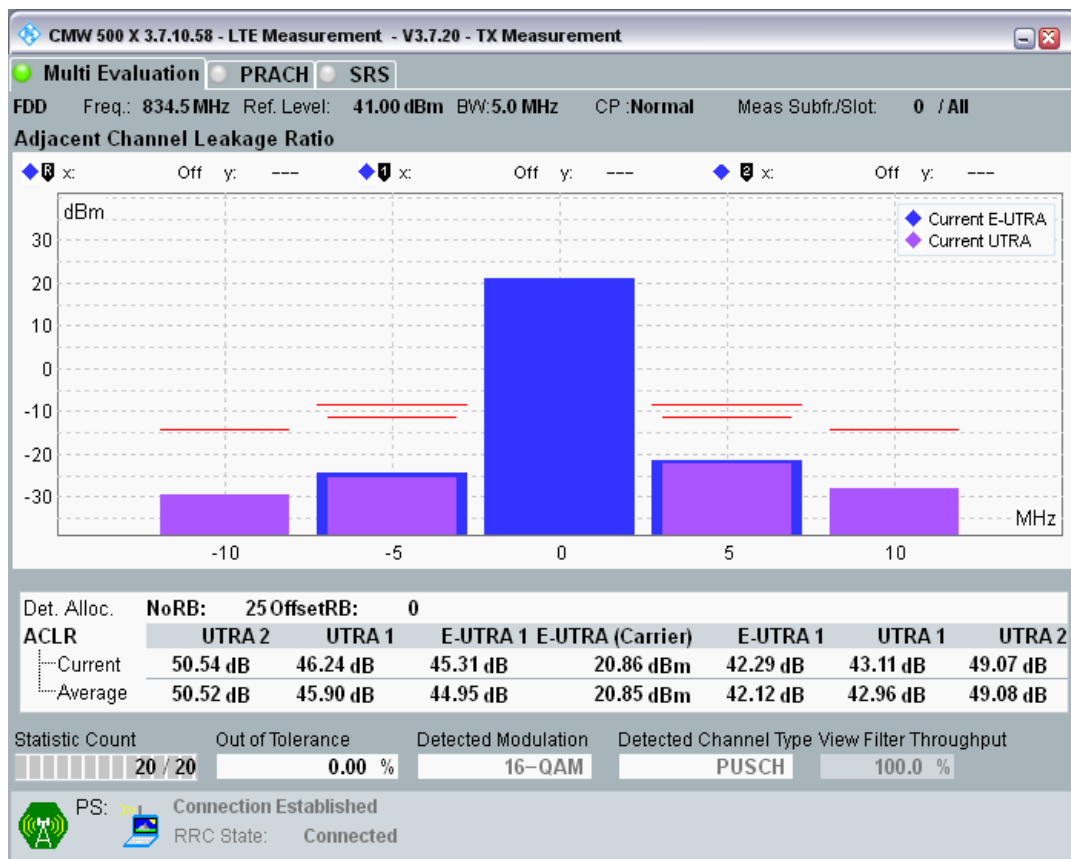 CMW 500 X 3.7.10.58 - LTE Measurement - V3.7.20 - TX Measurement
Multi Evaluation PRACH SRS
FDD Freq.: 834.5 MHz Ref. Level: 41.00 dBm BW:5.0 MHz CP :Normal Meas Subfr./Slot: 0 / All
Adjacent Channel Leakage Ratio
R x: Off y: --- 1 x: Off y: --- 2 x: Off y: ---
dBm
Current E-UTRA
Current UTRA
30
20
10
0
-10
-20
-30
MHz
-10 -5 0 5 10
Det. Alloc. NoRB: 25 OffsetRB: 0
ACLR UTRA 2 UTRA 1 E-UTRA 1 E-UTRA (Carrier) E-UTRA 1 UTRA 1 UTRA 2
Current 50.54 dB 46.24 dB 45.31 dB 20.86 dBm 42.29 dB 43.11 dB 49.07 dB
Average 50.52 dB 45.90 dB 44.95 dB 20.85 dBm 42.12 dB 42.96 dB 49.08 dB
Statistic Count Out of Tolerance Detected Modulation Detected Channel Type View Filter Throughput
20 / 20 0.00 % 16-QAM PUSCH 100.0 %
PS: Connection Established
RRC State: Connected